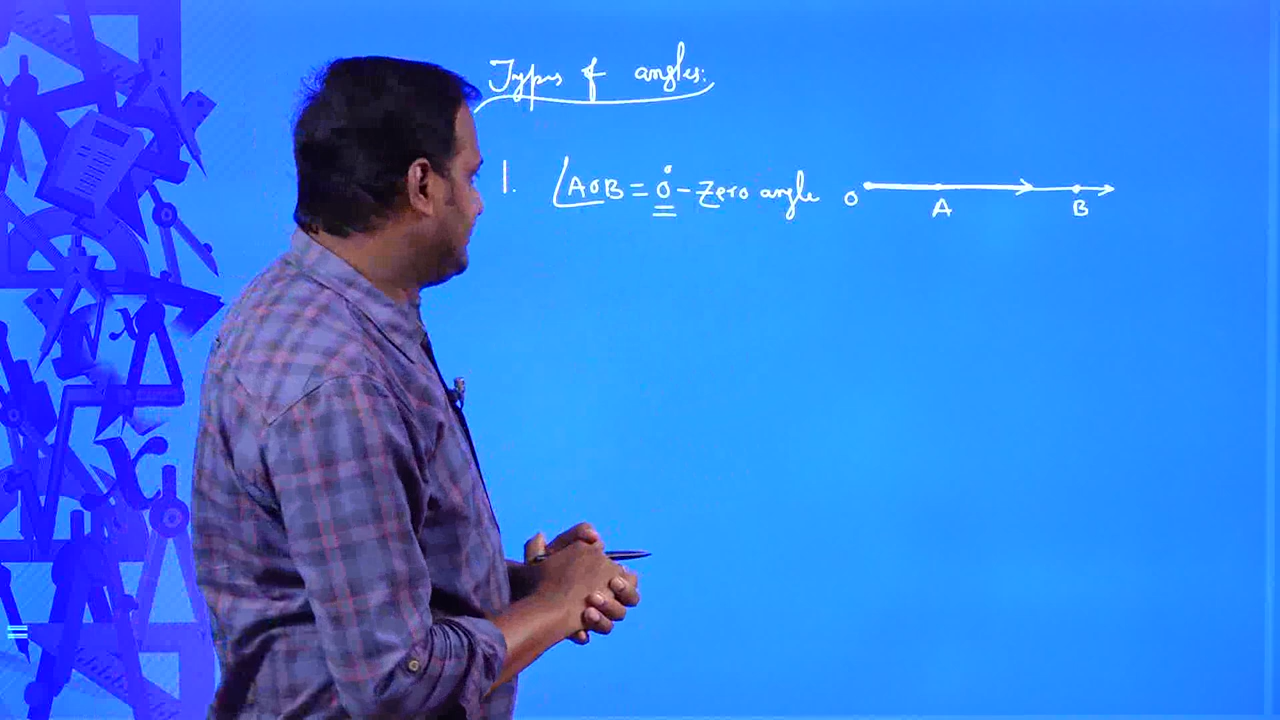 Types of angles:
1. ∠AOB = 0° - Zero angle
O A B